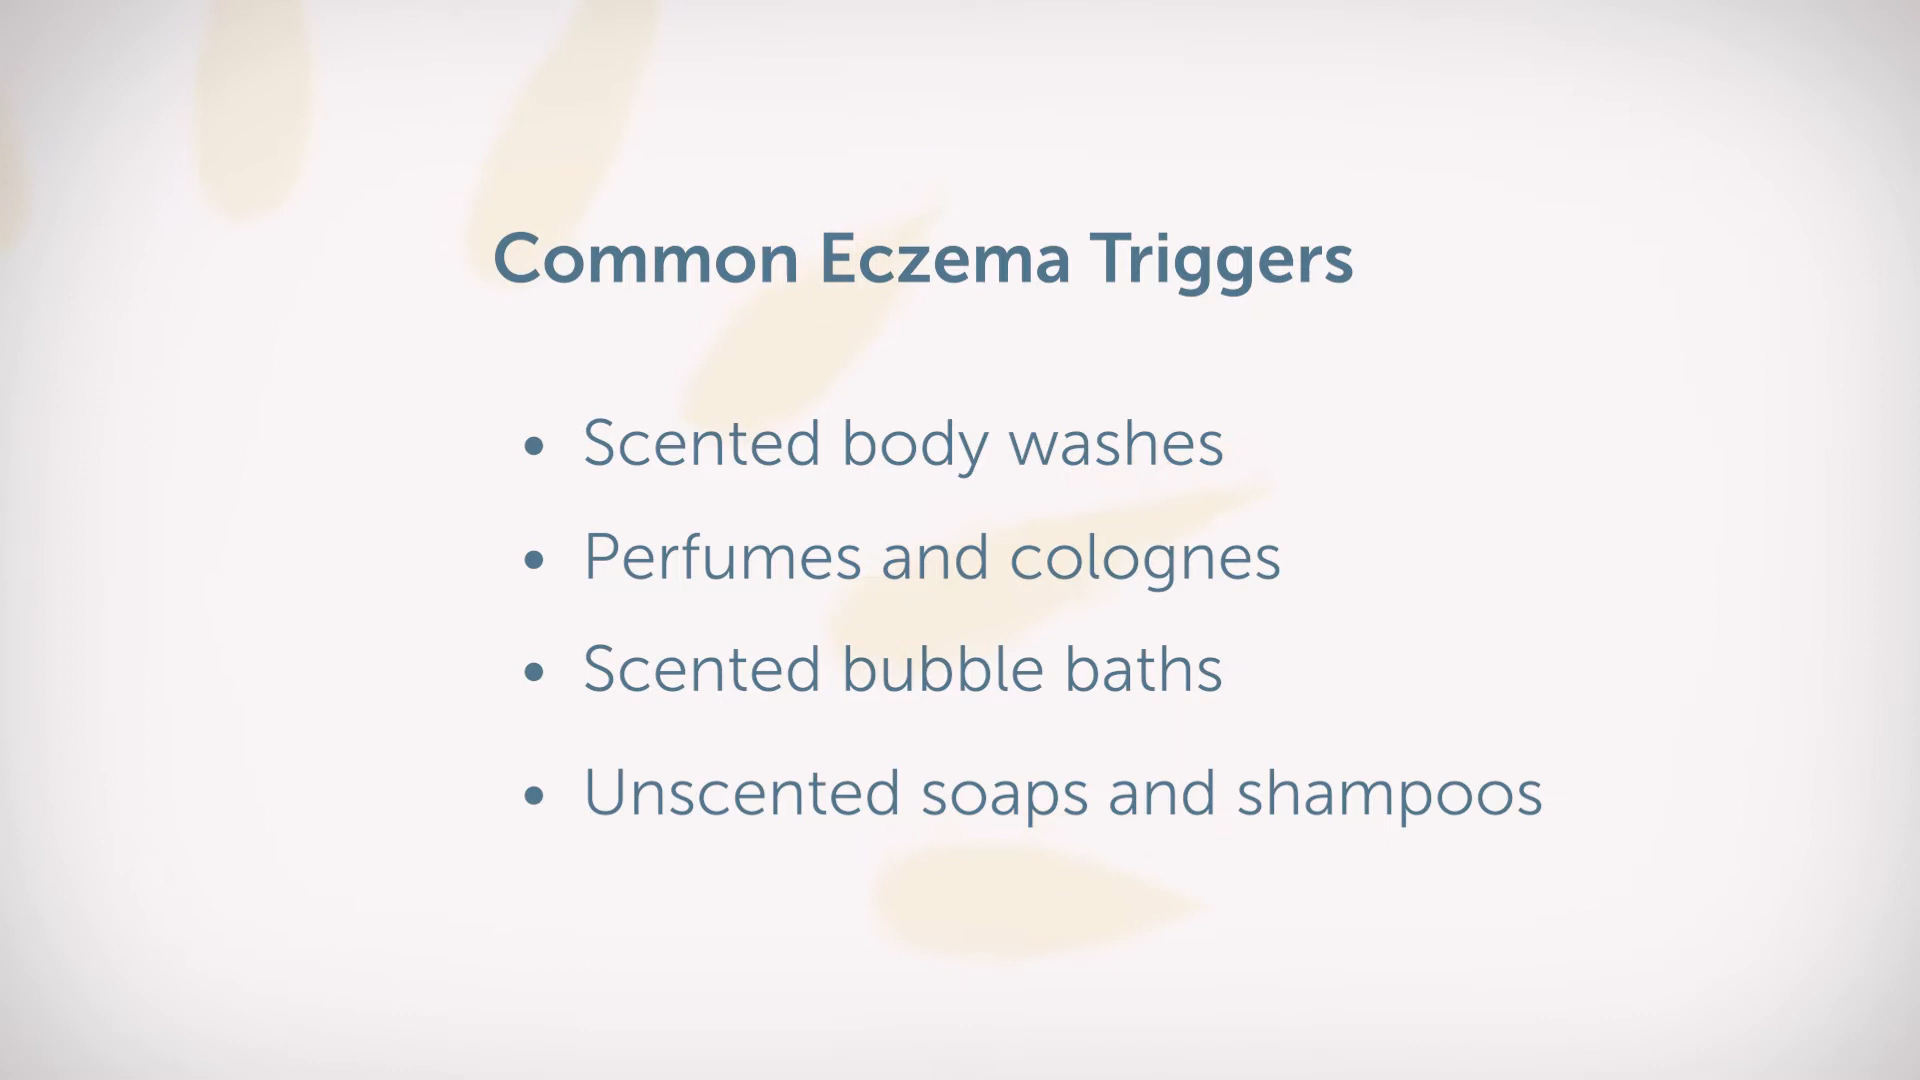 Common Eczema Triggers
• Scented body washes
• Perfumes and colognes
• Scented bubble baths
• Unscented soaps and shampoos